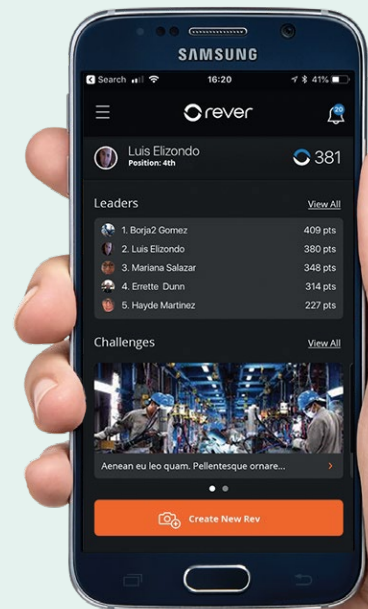 SAMSUNG
Search 16:20 41%
rever 20
Luis Elizondo
Position: 4th
381
Leaders View All
1. Borja2 Gomez 409 pts
2. Luis Elizondo 380 pts
3. Mariana Salazar 348 pts
4. Errette Dunn 314 pts
5. Hayde Martinez 227 pts
Challenges View All
Aenean eu leo quam. Pellentesque ornare...
Create New Rev